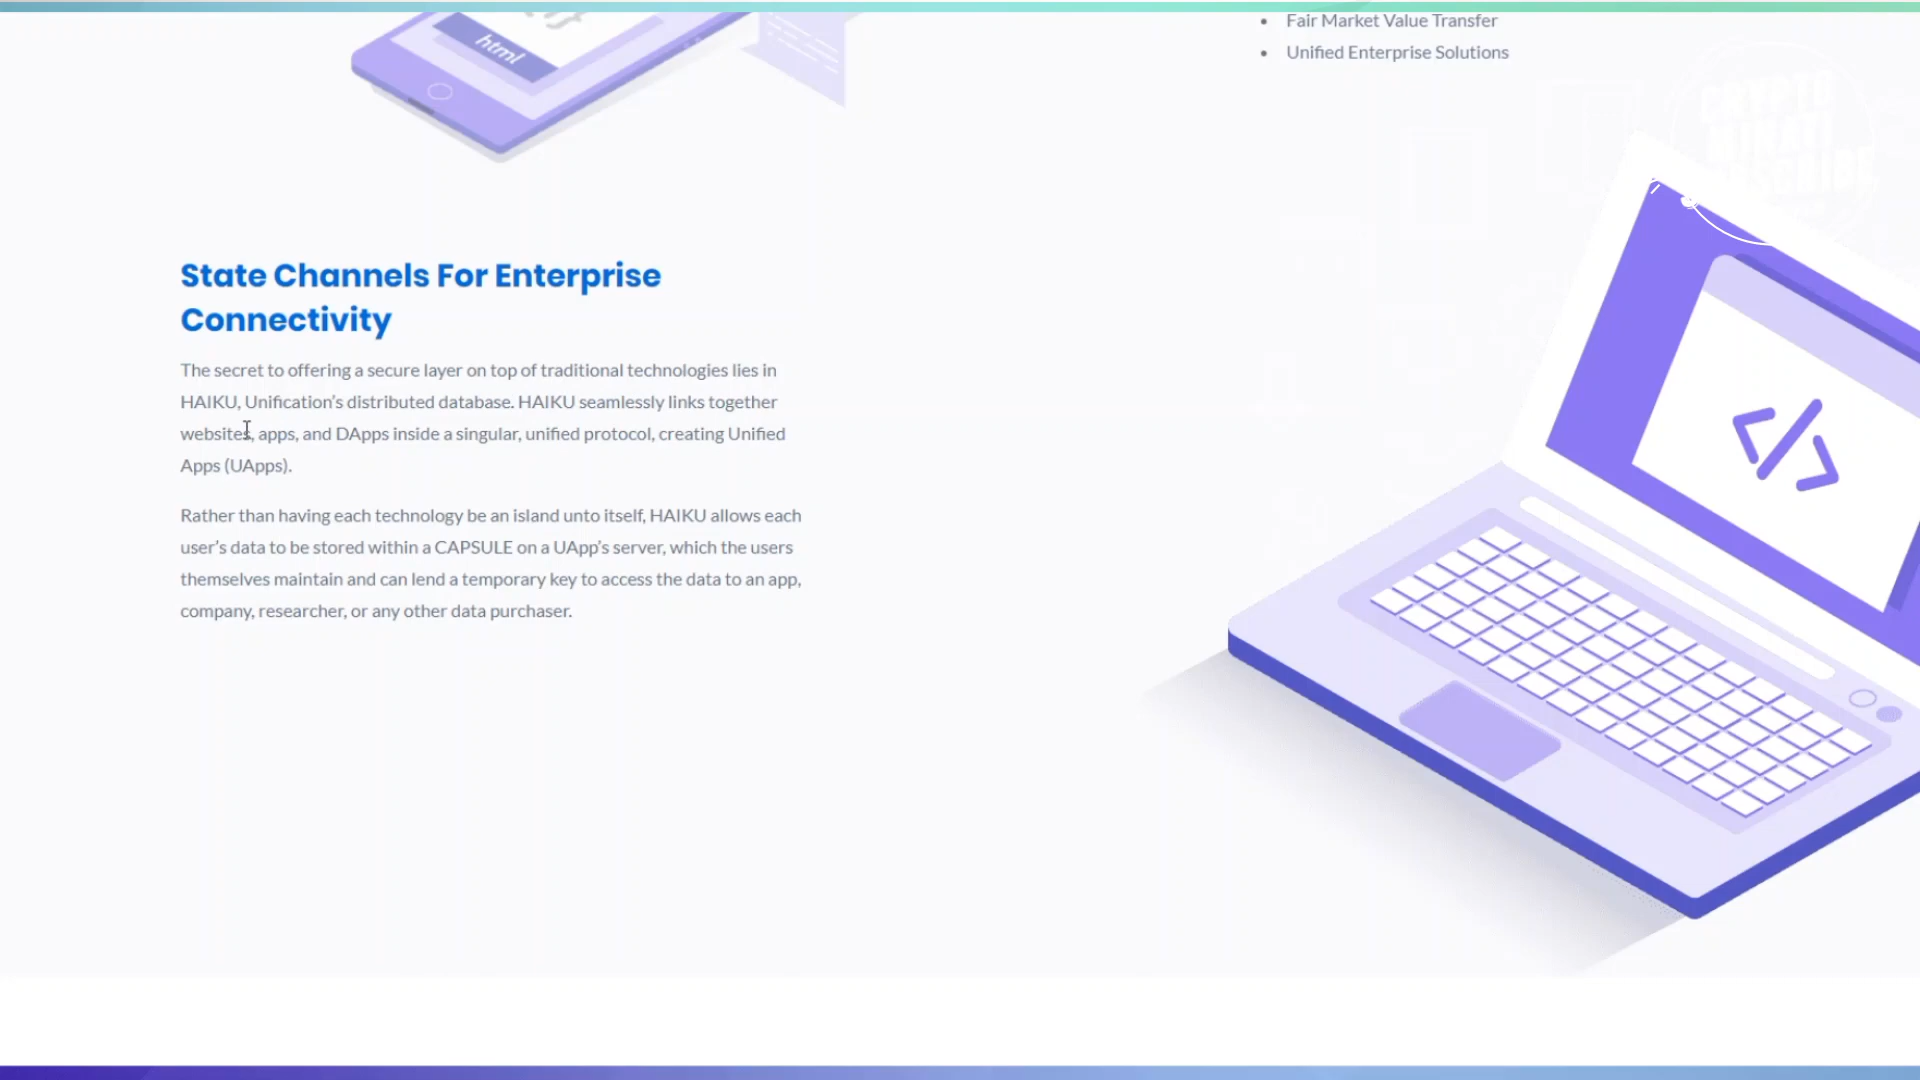 html
Fair Market Value Transfer
Unified Enterprise Solutions
CRYPTO
State Channels For Enterprise
Connectivity
The secret to offering a secure layer on top of traditional technologies lies in
HAIKU, Unification's distributed database. HAIKU seamlessly links together
websites, apps, and DApps inside a singular, unified protocol, creating Unified
Apps (UApps).
Rather than having each technology be an island unto itself, HAIKU allows each
user's data to be stored within a CAPSULE on a UApp's server, which the users
themselves maintain and can lend a temporary key to access the data to an app,
company, researcher, or any other data purchaser.